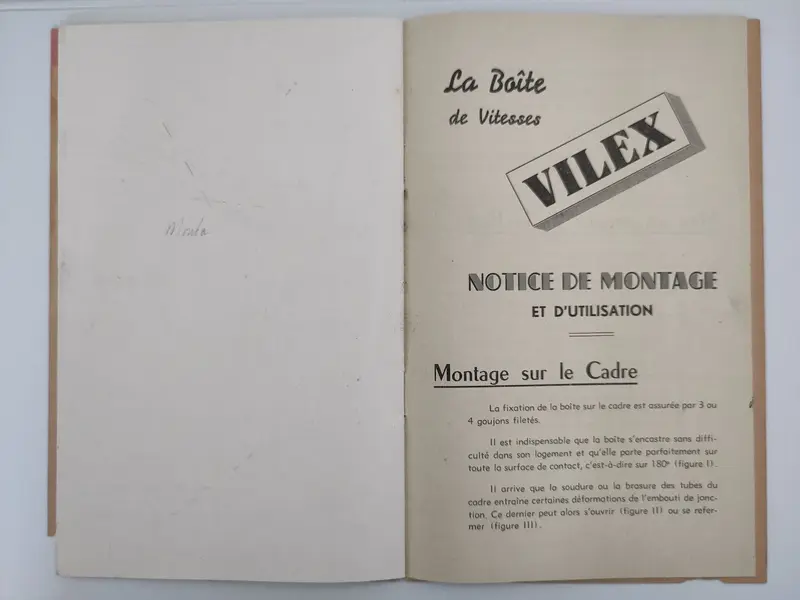 La Boîte
de Vitesses
VILEX
NOTICE DE MONTAGE
ET D'UTILISATION
Montage sur le Cadre
La fixation de la boîte sur le cadre est assurée par 3 ou
4 goujons filetés.
Il est indispensable que la boîte s'encastre sans diffi-
culté dans son logement et qu'elle porte parfaitement sur
toute la surface de contact, c'est-à-dire sur 180° (figure I).
Il arrive que la soudure ou la brasure des tubes du
cadre entraîne certaines déformations de l'embouti de jonc-
tion. Ce dernier peut alors s'ouvrir (figure II) ou se refer-
mer (figure III).